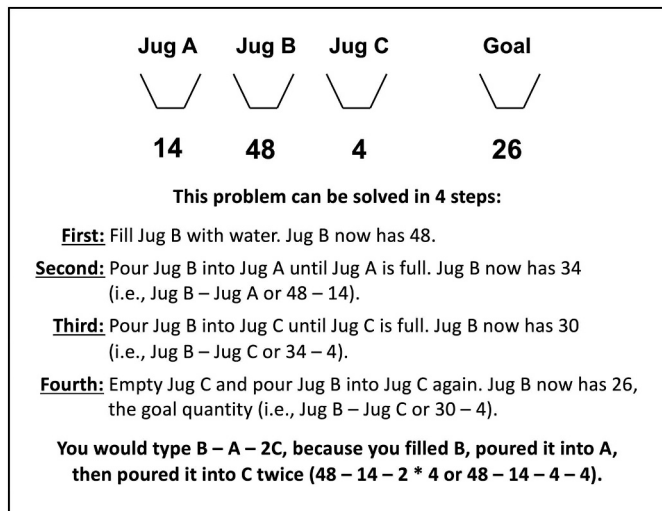 Jug A Jug B Jug C Goal
14 48 4 26
This problem can be solved in 4 steps:
First: Fill Jug B with water. Jug B now has 48.
Second: Pour Jug B into Jug A until Jug A is full. Jug B now has 34
(i.e., Jug B – Jug A or 48 – 14).
Third: Pour Jug B into Jug C until Jug C is full. Jug B now has 30
(i.e., Jug B – Jug C or 34 – 4).
Fourth: Empty Jug C and pour Jug B into Jug C again. Jug B now has 26,
the goal quantity (i.e., Jug B – Jug C or 30 – 4).
You would type B – A – 2C, because you filled B, poured it into A,
then poured it into C twice (48 – 14 – 2 * 4 or 48 – 14 – 4 – 4).